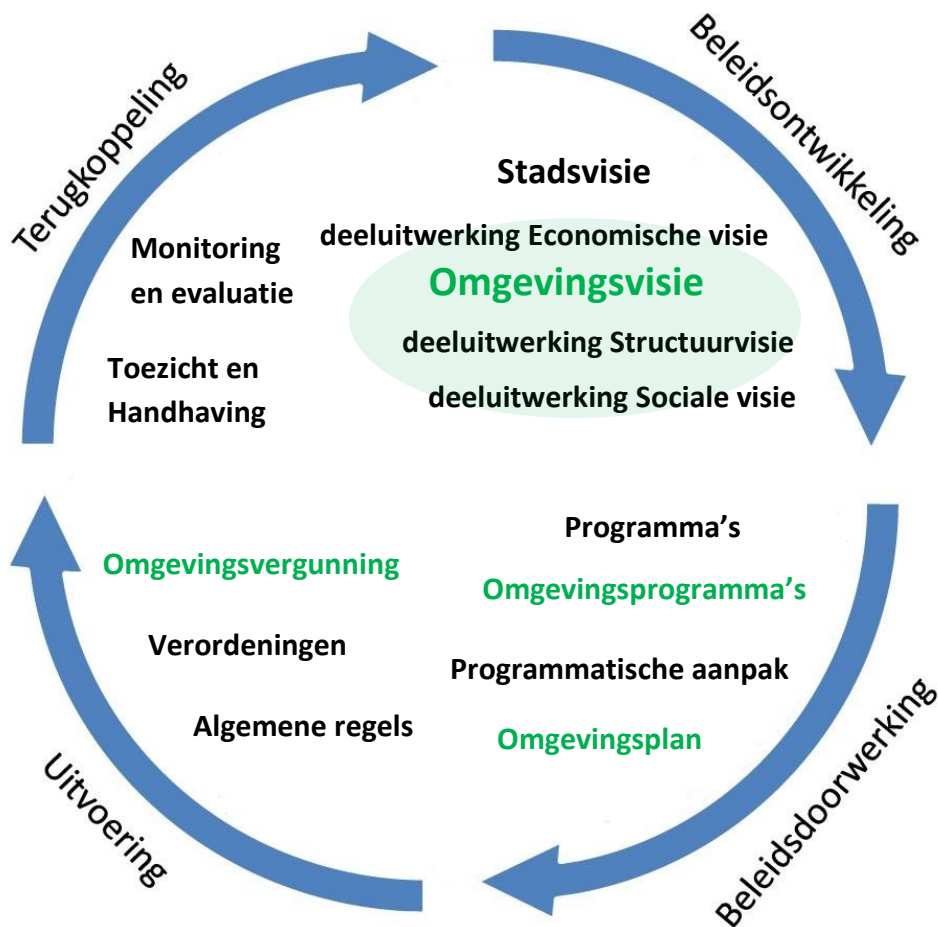 Terugkoppeling
Beleidsontwikkeling
Stadsvisie
deeluitwerking Economische visie
Omgevingsvisie
deeluitwerking Structuurvisie
deeluitwerking Sociale visie
Monitoring
en evaluatie
Toezicht en
Handhaving
Programma’s
Omgevingsprogramma’s
Programmatische aanpak
Omgevingsplan
Omgevingsvergunning
Verordeningen
Algemene regels
Uitvoering
Beleidsdoorwerking